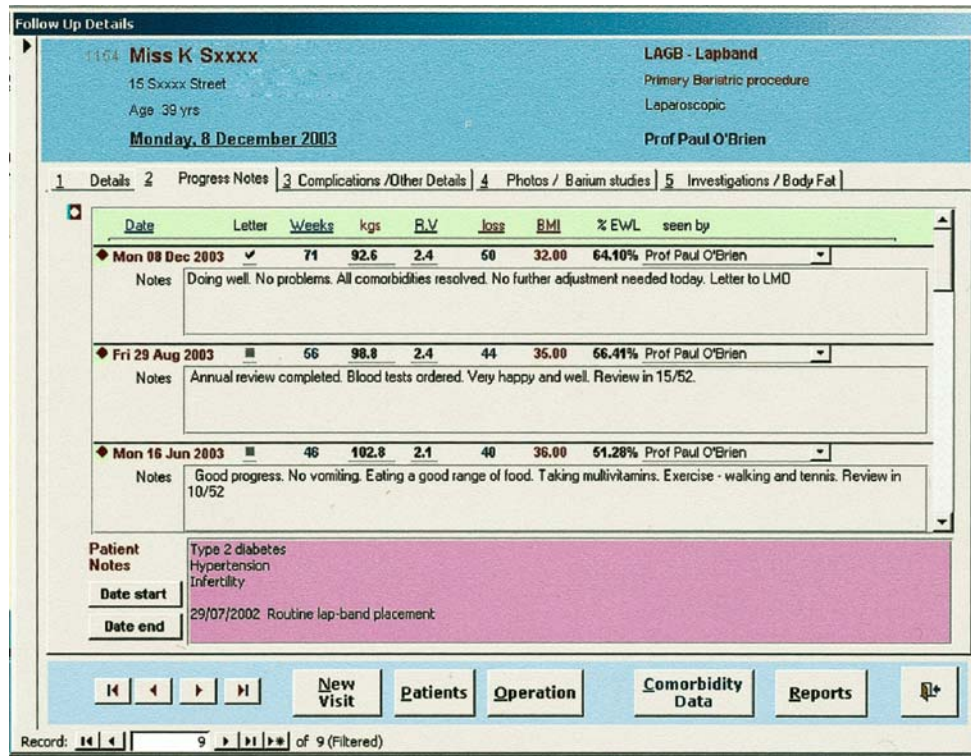 Follow Up Details
1164 Miss K Sxxxx LAGB - Lapband
15 Sxxxx Street Primary Bariatric procedure
Age 39 yrs Laparoscopic
Monday, 8 December 2003 Prof Paul O'Brien
1 Details 2 Progress Notes 3 Complications /Other Details 4 Photos / Barium studies 5 Investigations / Body Fat
Date Letter Weeks kgs R.V loss BMI % EWL seen by
Mon 08 Dec 2003 71 92.6 2.4 50 32.00 64.10% Prof Paul O'Brien
Notes Doing well. No problems. All comorbidities resolved. No further adjustment needed today. Letter to LMO
Fri 29 Aug 2003 56 98.8 2.4 44 35.00 56.41% Prof Paul O'Brien
Notes Annual review completed. Blood tests ordered. Very happy and well. Review in 15/52.
Mon 16 Jun 2003 46 102.8 2.1 40 36.00 51.28% Prof Paul O'Brien
Notes Good progress. No vomiting. Eating a good range of food. Taking multivitamins. Exercise - walking and tennis. Review in
10/52
Patient Type 2 diabetes
Notes Hypertension
Infertility
Date start
29/07/2002 Routine lap-band placement
Date end
New Visit Patients Operation Comorbidity Data Reports
Record: 9 of 9 (Filtered)